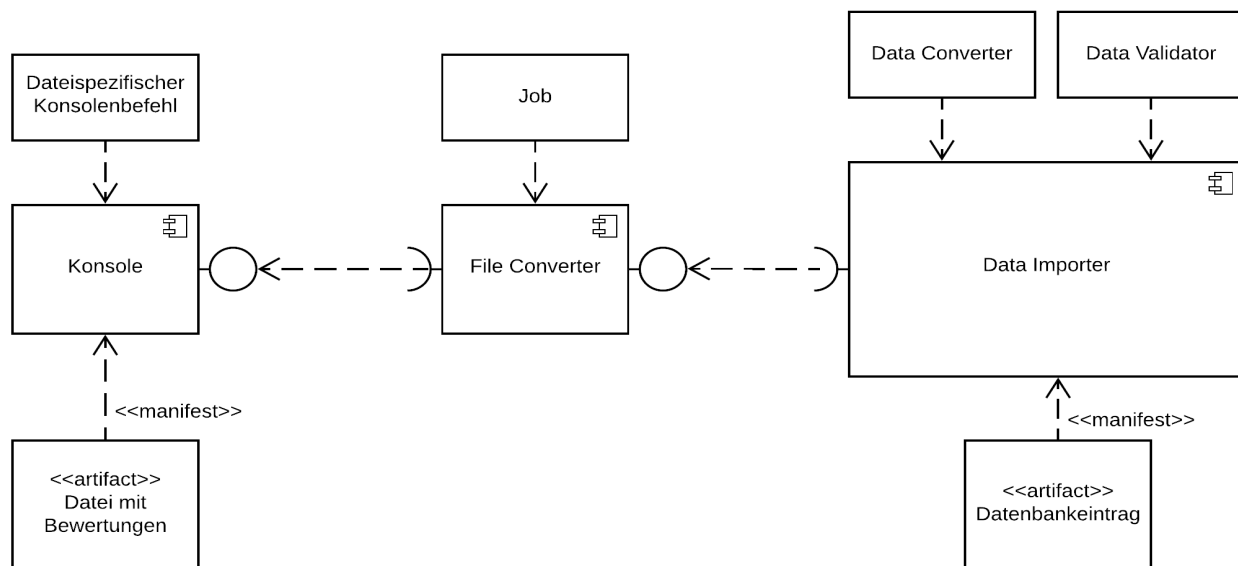 Dateispezifischer
Konsolenbefehl
Job
Data Converter
Data Validator
Konsole
File Converter
Data Importer
<<manifest>>
<<manifest>>
<<artifact>>
Datei mit
Bewertungen
<<artifact>>
Datenbankeintrag